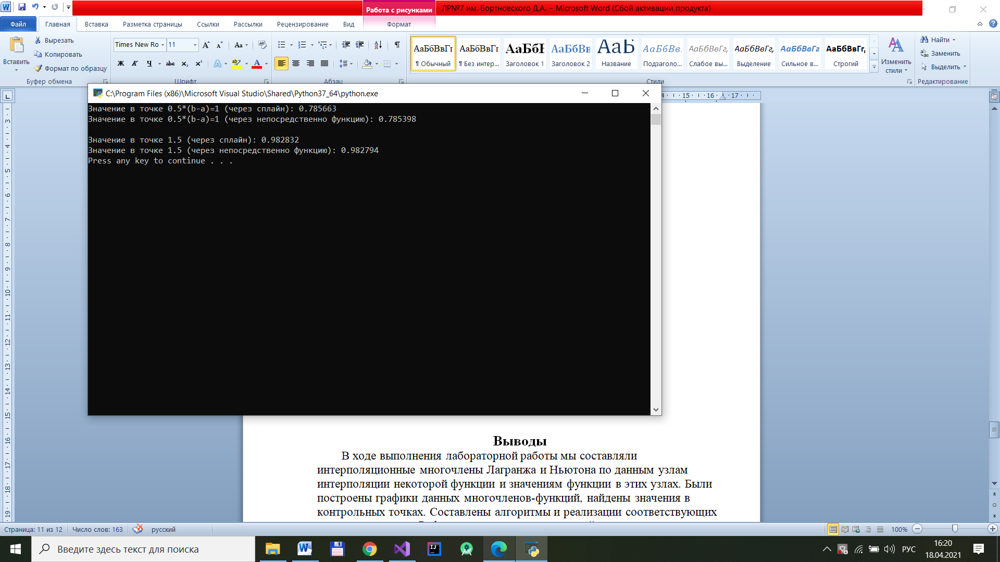 Работа с рисунками
ЛР№7 им. Бортновского Д.А. - Microsoft Word (Сбой активации продукта)
Файл Главная Вставка Разметка страницы Ссылки Рассылки Рецензирование Вид Формат
Вставить
Вырезать
Копировать
Формат по образцу
Буфер обмена
Times New Ro 11
Шрифт
Абзац
АаБбВвГг АаБбВвГг АаБбІ АаБбВв АаБ АаБбВв. АаБбВвГг, АаБбВвГг, АаБбВвГг АаБбВвГг,
¶ Обычный ¶ Без интер... Заголовок 1 Заголовок 2 Название Подзаголо... Слабое вы... Выделение Сильное в... Строгий
Стили
Изменить
стили
Найти
Заменить
Выделить
Редактирование
C:\Program Files (x86)\Microsoft Visual Studio\Shared\Python37_64\python.exe
Значение в точке 0.5*(b-a)=1 (через сплайн): 0.785663
Значение в точке 0.5*(b-a)=1 (через непосредственно функцию): 0.785398
Значение в точке 1.5 (через сплайн): 0.982832
Значение в точке 1.5 (через непосредственно функцию): 0.982794
Press any key to continue . . .
Выводы
В ходе выполнения лабораторной работы мы составляли
интерполяционные многочлены Лагранжа и Ньютона по данным узлам
интерполяции некоторой функции и значениям функции в этих узлах. Были
построены графики данных многочленов-функций, найдены значения в
контрольных точках. Составлены алгоритмы и реализации соответствующих
Страница: 11 из 12 Число слов: 163 русский 100%
Введите здесь текст для поиска
РУС
16:20
18.04.2021